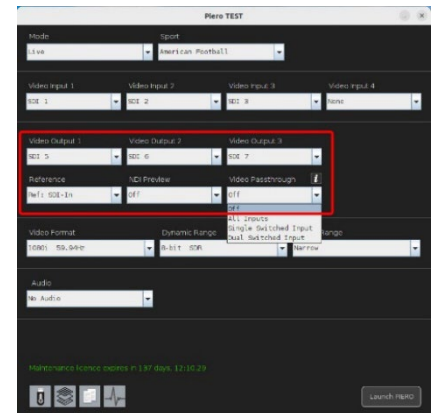 Piero TEST
Mode Sport
Live American Football
Video Input 1 Video Input 2 Video Input 3 Video Input 4
SDI 1 SDI 2 SDI 3 None
Video Output 1 Video Output 2 Video Output 3
SDI 5 SDI 6 SDI 7
Reference NDI Preview Video Passthrough i
Ref: SDI-In Off Off
Off
All Inputs
Single Switched Input
Dual Switched Input
Video Format Dynamic Range Range
1080i 59.94Hz 8-bit SDR Narrow
Audio
No Audio
Maintenance licence expires in 197 days, 12:10:29
Launch PIERO